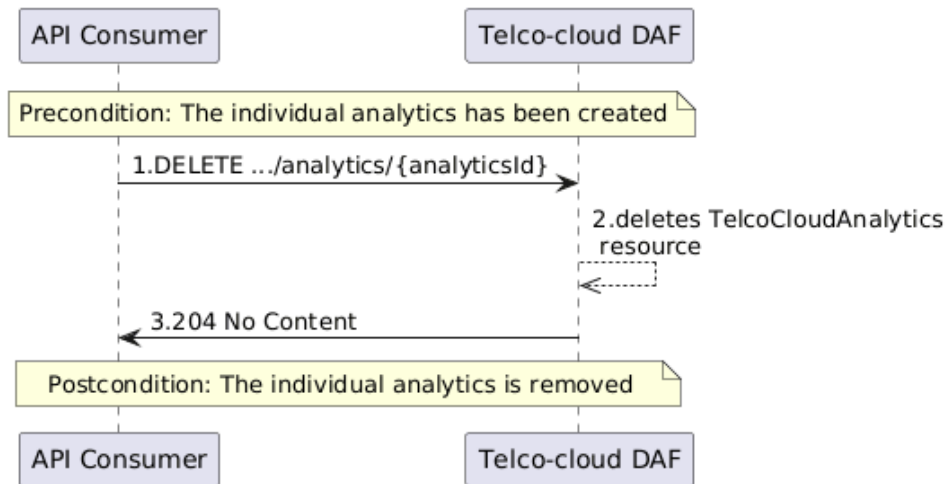 API Consumer
Telco-cloud DAF
Precondition: The individual analytics has been created
1.DELETE .../analytics/{analyticsId}
2.deletes TelcoCloudAnalytics
resource
3.204 No Content
Postcondition: The individual analytics is removed
API Consumer
Telco-cloud DAF